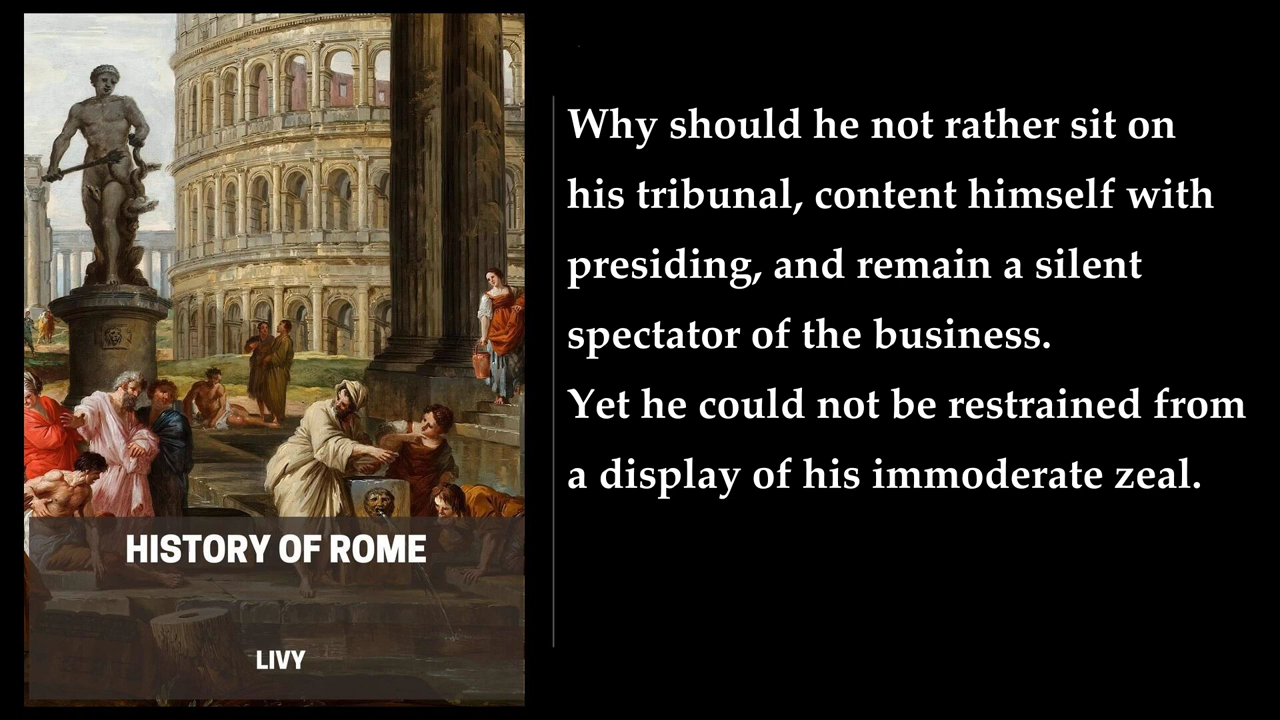 HISTORY OF ROME
LIVY
Why should he not rather sit on
his tribunal, content himself with
presiding, and remain a silent
spectator of the business.
Yet he could not be restrained from
a display of his immoderate zeal.